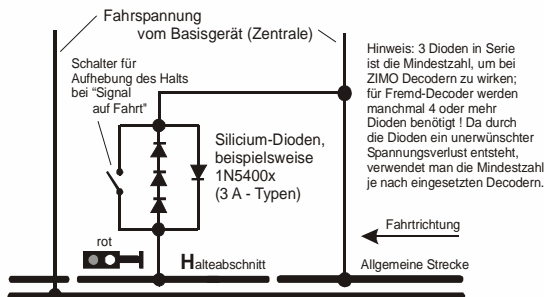 Fahrspannung
vom Basisgerät (Zentrale)
Schalter für
Aufhebung des Halts
bei "Signal
auf Fahrt"
Silicium-Dioden,
beispielsweise
1N5400x
(3 A - Typen)
Hinweis: 3 Dioden in Serie
ist die Mindestzahl, um bei
ZIMO Decodern zu wirken;
für Fremd-Decoder werden
manchmal 4 oder mehr
Dioden benötigt ! Da durch
die Dioden ein unerwünschter
Spannungsverlust entsteht,
verwendet man die Mindestzahl
je nach eingesetzten Decodern.
Fahrtrichtung
rot
Halteabschnitt
Allgemeine Strecke